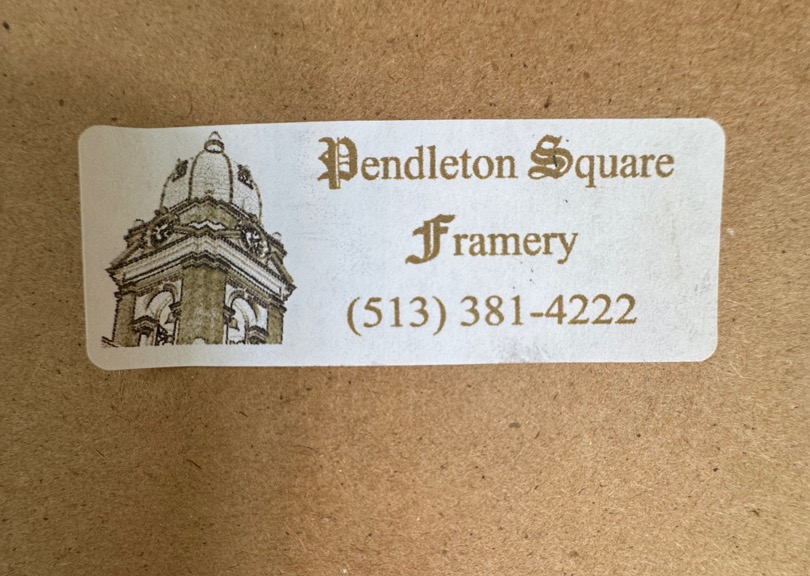 Pendleton Square
Framery
(513) 381-4222